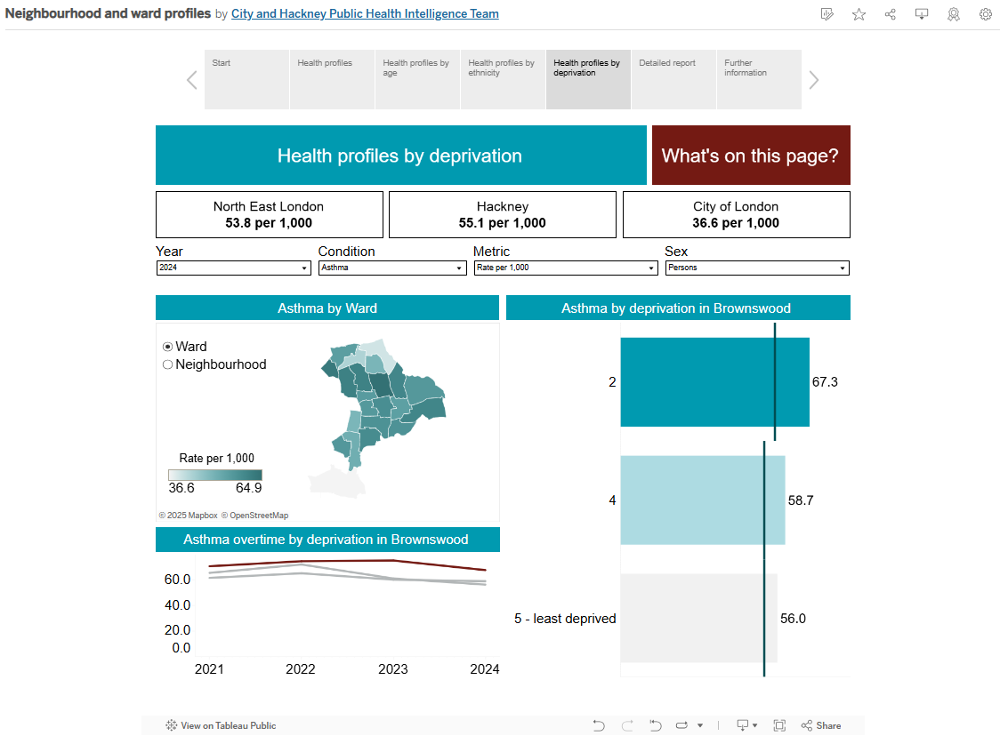 Neighbourhood and ward profiles by City and Hackney Public Health Intelligence Team
Start
Health profiles
Health profiles by
age
Health profiles by
ethnicity
Health profiles by
deprivation
Detailed report
Further
information
Health profiles by deprivation
What's on this page?
North East London
53.8 per 1,000
Hackney
55.1 per 1,000
City of London
36.6 per 1,000
Year
2024
Condition
Asthma
Metric
Rate per 1,000
Sex
Persons
Asthma by Ward
Ward
Neighbourhood
Rate per 1,000
36.6 64.9
© 2025 Mapbox © OpenStreetMap
Asthma overtime by deprivation in Brownswood
60.0
40.0
20.0
0.0
2021 2022 2023 2024
Asthma by deprivation in Brownswood
2 67.3
4 58.7
5 - least deprived 56.0
View on Tableau Public
Share